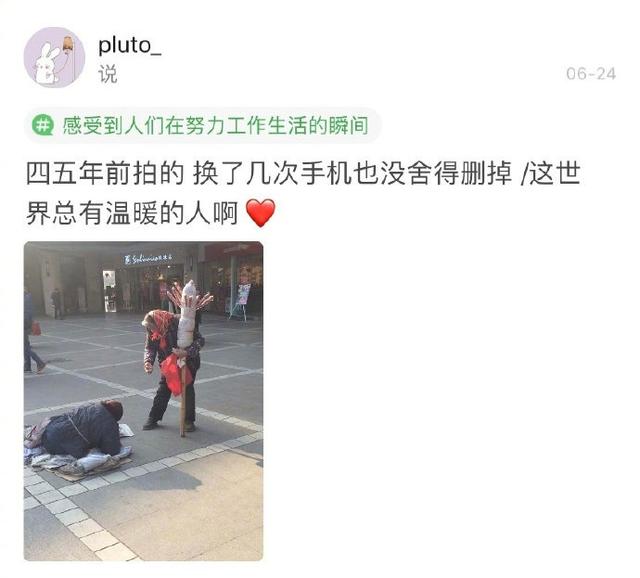 pluto_
说
06-24
# 感受到人们在努力工作生活的瞬间
四五年前拍的 换了几次手机也没舍得删掉 /这世
界总有温暖的人啊 ❤️